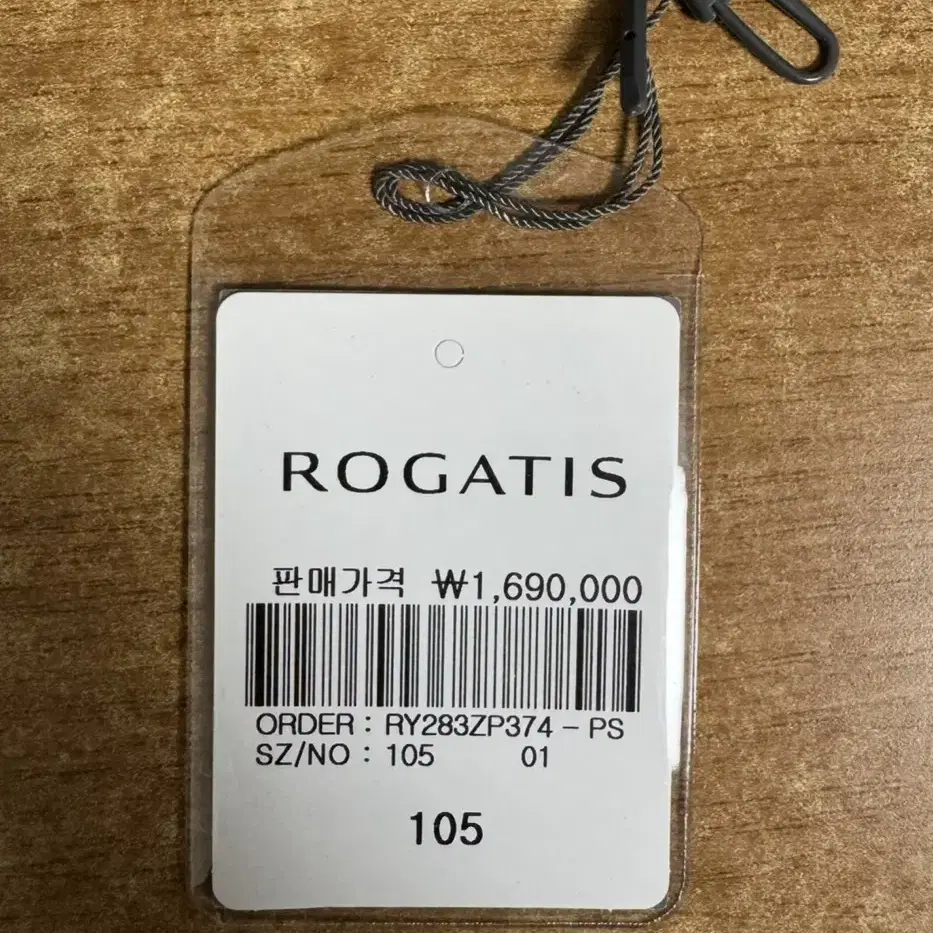 ROGATIS
판매가격 ₩1,690,000
ORDER : RY283ZP374 - PS
SZ/NO : 105 01
105